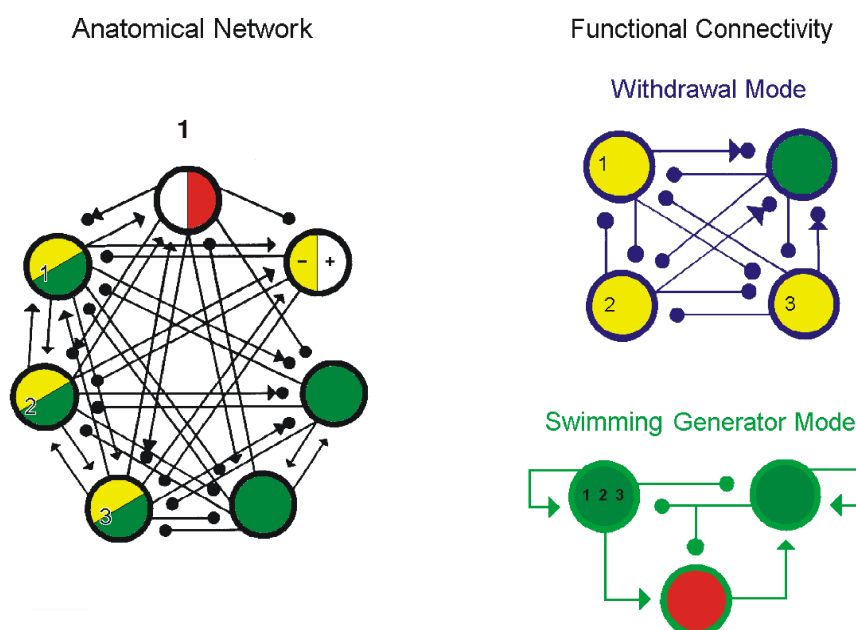 Anatomical Network
Functional Connectivity
Withdrawal Mode
1
1
- +
1
2
2
3
3
Swimming Generator Mode
1 2 3